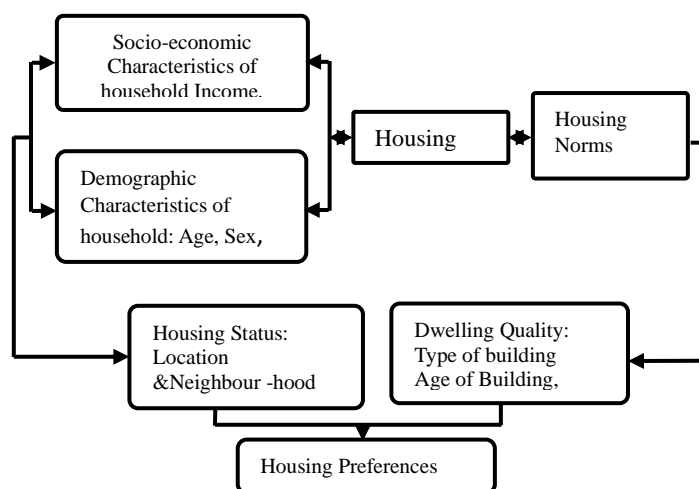 Socio-economic
Characteristics of
household Income,
Housing
Housing
Norms
Demographic
Characteristics of
household: Age, Sex,
Housing Status:
Location
&Neighbour -hood
Dwelling Quality:
Type of building
Age of Building,
Housing Preferences